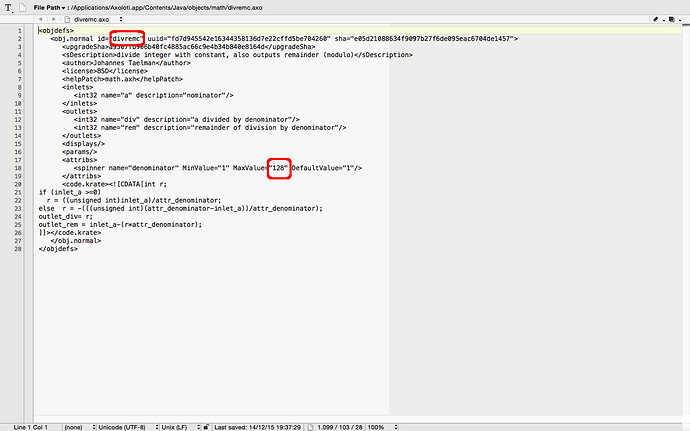 File Path ▾ : /Applications/Axoloti.app/Contents/Java/objects/math/divremc.axo
divremc.axo
1 <objdefs>
2 <obj.normal id="divremc" uuid="fd7d945542e16344358136d7e22cffd5be704260" sha="e05d21088634f9097b27f6de095eac6704de1457">
3 <upgradeSha>b40fc4885ac66c9e4b34b840e8164d</upgradeSha>
4 <sDescription>divide integer with constant, also outputs remainder (modulo)</sDescription>
5 <author>Johannes Taelman</author>
6 <license>BSD</license>
7 <helpPatch>math.axh</helpPatch>
8 <inlets>
9 <int32 name="a" description="nominator"/>
10 </inlets>
11 <outlets>
12 <int32 name="div" description="a divided by denominator"/>
13 <int32 name="rem" description="remainder of division by denominator"/>
14 </outlets>
15 <displays/>
16 <params/>
17 <attribs>
18 <spinner name="denominator" MinValue="1" MaxValue="128" DefaultValue="1"/>
19 </attribs>
20 <code.krate><![CDATA[int r;
21 if (inlet_a >=0)
22 r = ((unsigned int)inlet_a)/attr_denominator;
23 else  r = -(((unsigned int)(attr_denominator-inlet_a))/attr_denominator);
24 outlet_div= r;
25 outlet_rem = inlet_a-(r*attr_denominator);
26 ]]></code.krate>
27 </obj.normal>
28 </objdefs>
Line 1 Col 1 (none) Unicode (UTF-8) Unix (LF) Last saved: 14/12/15 19:37:29 1.099 / 103 / 28 100%